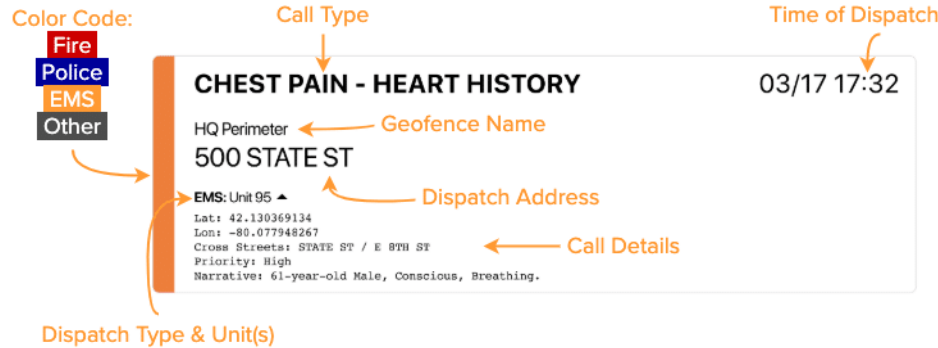 Color Code:
Fire
Police
EMS
Other
Call Type
Time of Dispatch
CHEST PAIN - HEART HISTORY
03/17 17:32
HQ Perimeter
Geofence Name
500 STATE ST
Dispatch Address
EMS: Unit 95
Lat: 42.130369134
Lon: -80.077948267
Cross Streets: STATE ST / E 8TH ST
Call Details
Priority: High
Narrative: 61-year-old Male, Conscious, Breathing.
Dispatch Type & Unit(s)